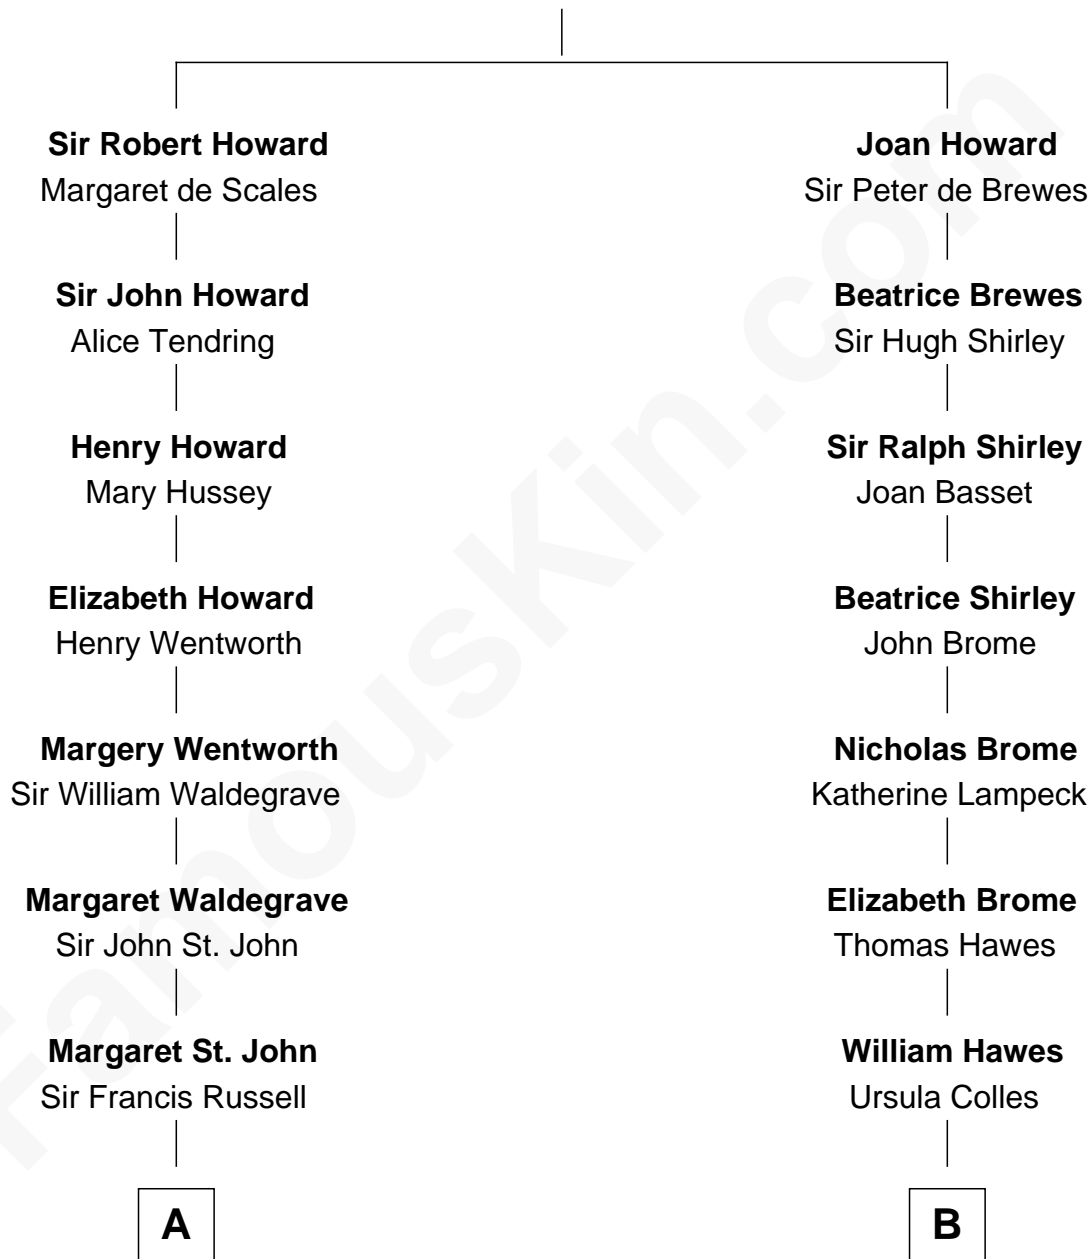 Sir Robert Howard
Margaret de Scales
Joan Howard
Sir Peter de Brewes
Sir John Howard
Alice Tendring
Beatrice Brewes
Sir Hugh Shirley
Henry Howard
Mary Hussey
Sir Ralph Shirley
Joan Basset
Elizabeth Howard
Henry Wentworth
Beatrice Shirley
John Brome
Margery Wentworth
Sir William Waldegrave
Nicholas Brome
Katherine Lampeck
Margaret Waldegrave
Sir John St. John
Elizabeth Brome
Thomas Hawes
Margaret St. John
Sir Francis Russell
William Hawes
Ursula Colles
A
B
FamousKin.com